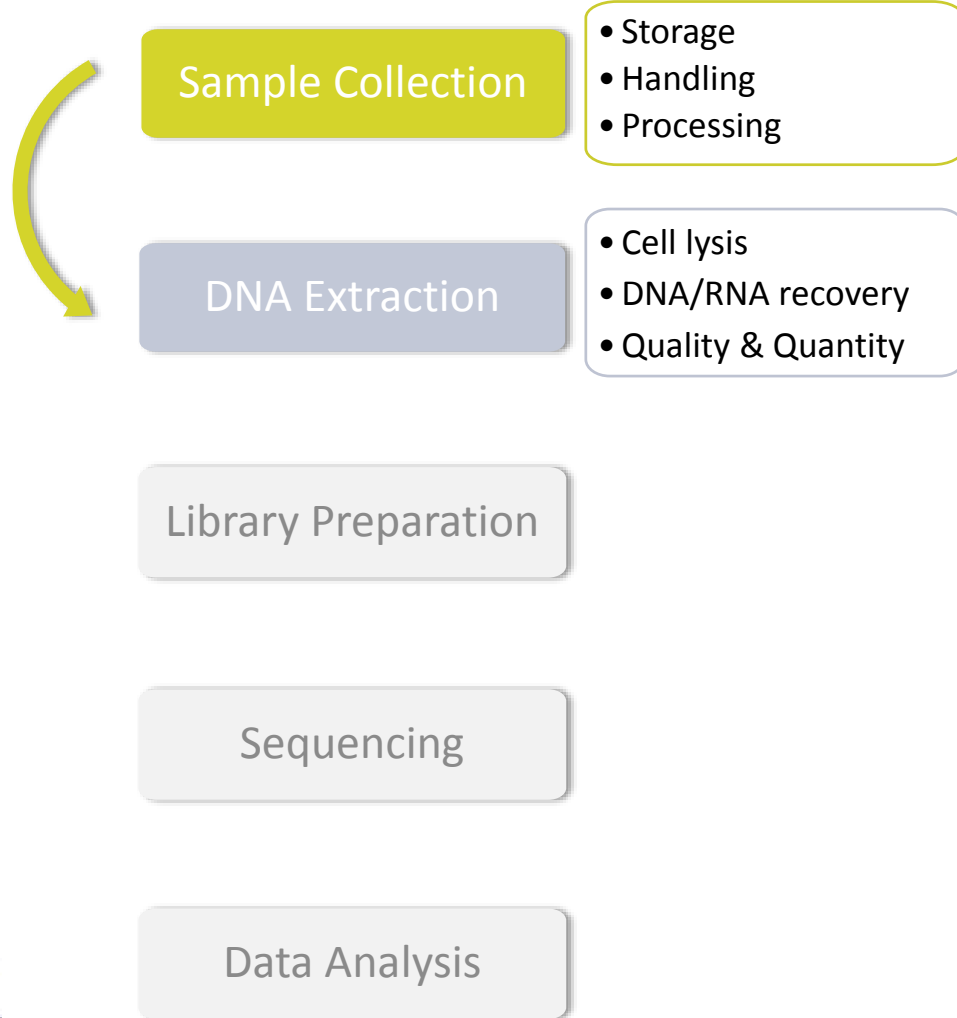 Sample Collection
• Storage
• Handling
• Processing
DNA Extraction
• Cell lysis
• DNA/RNA recovery
• Quality & Quantity
Library Preparation
Sequencing
Data Analysis